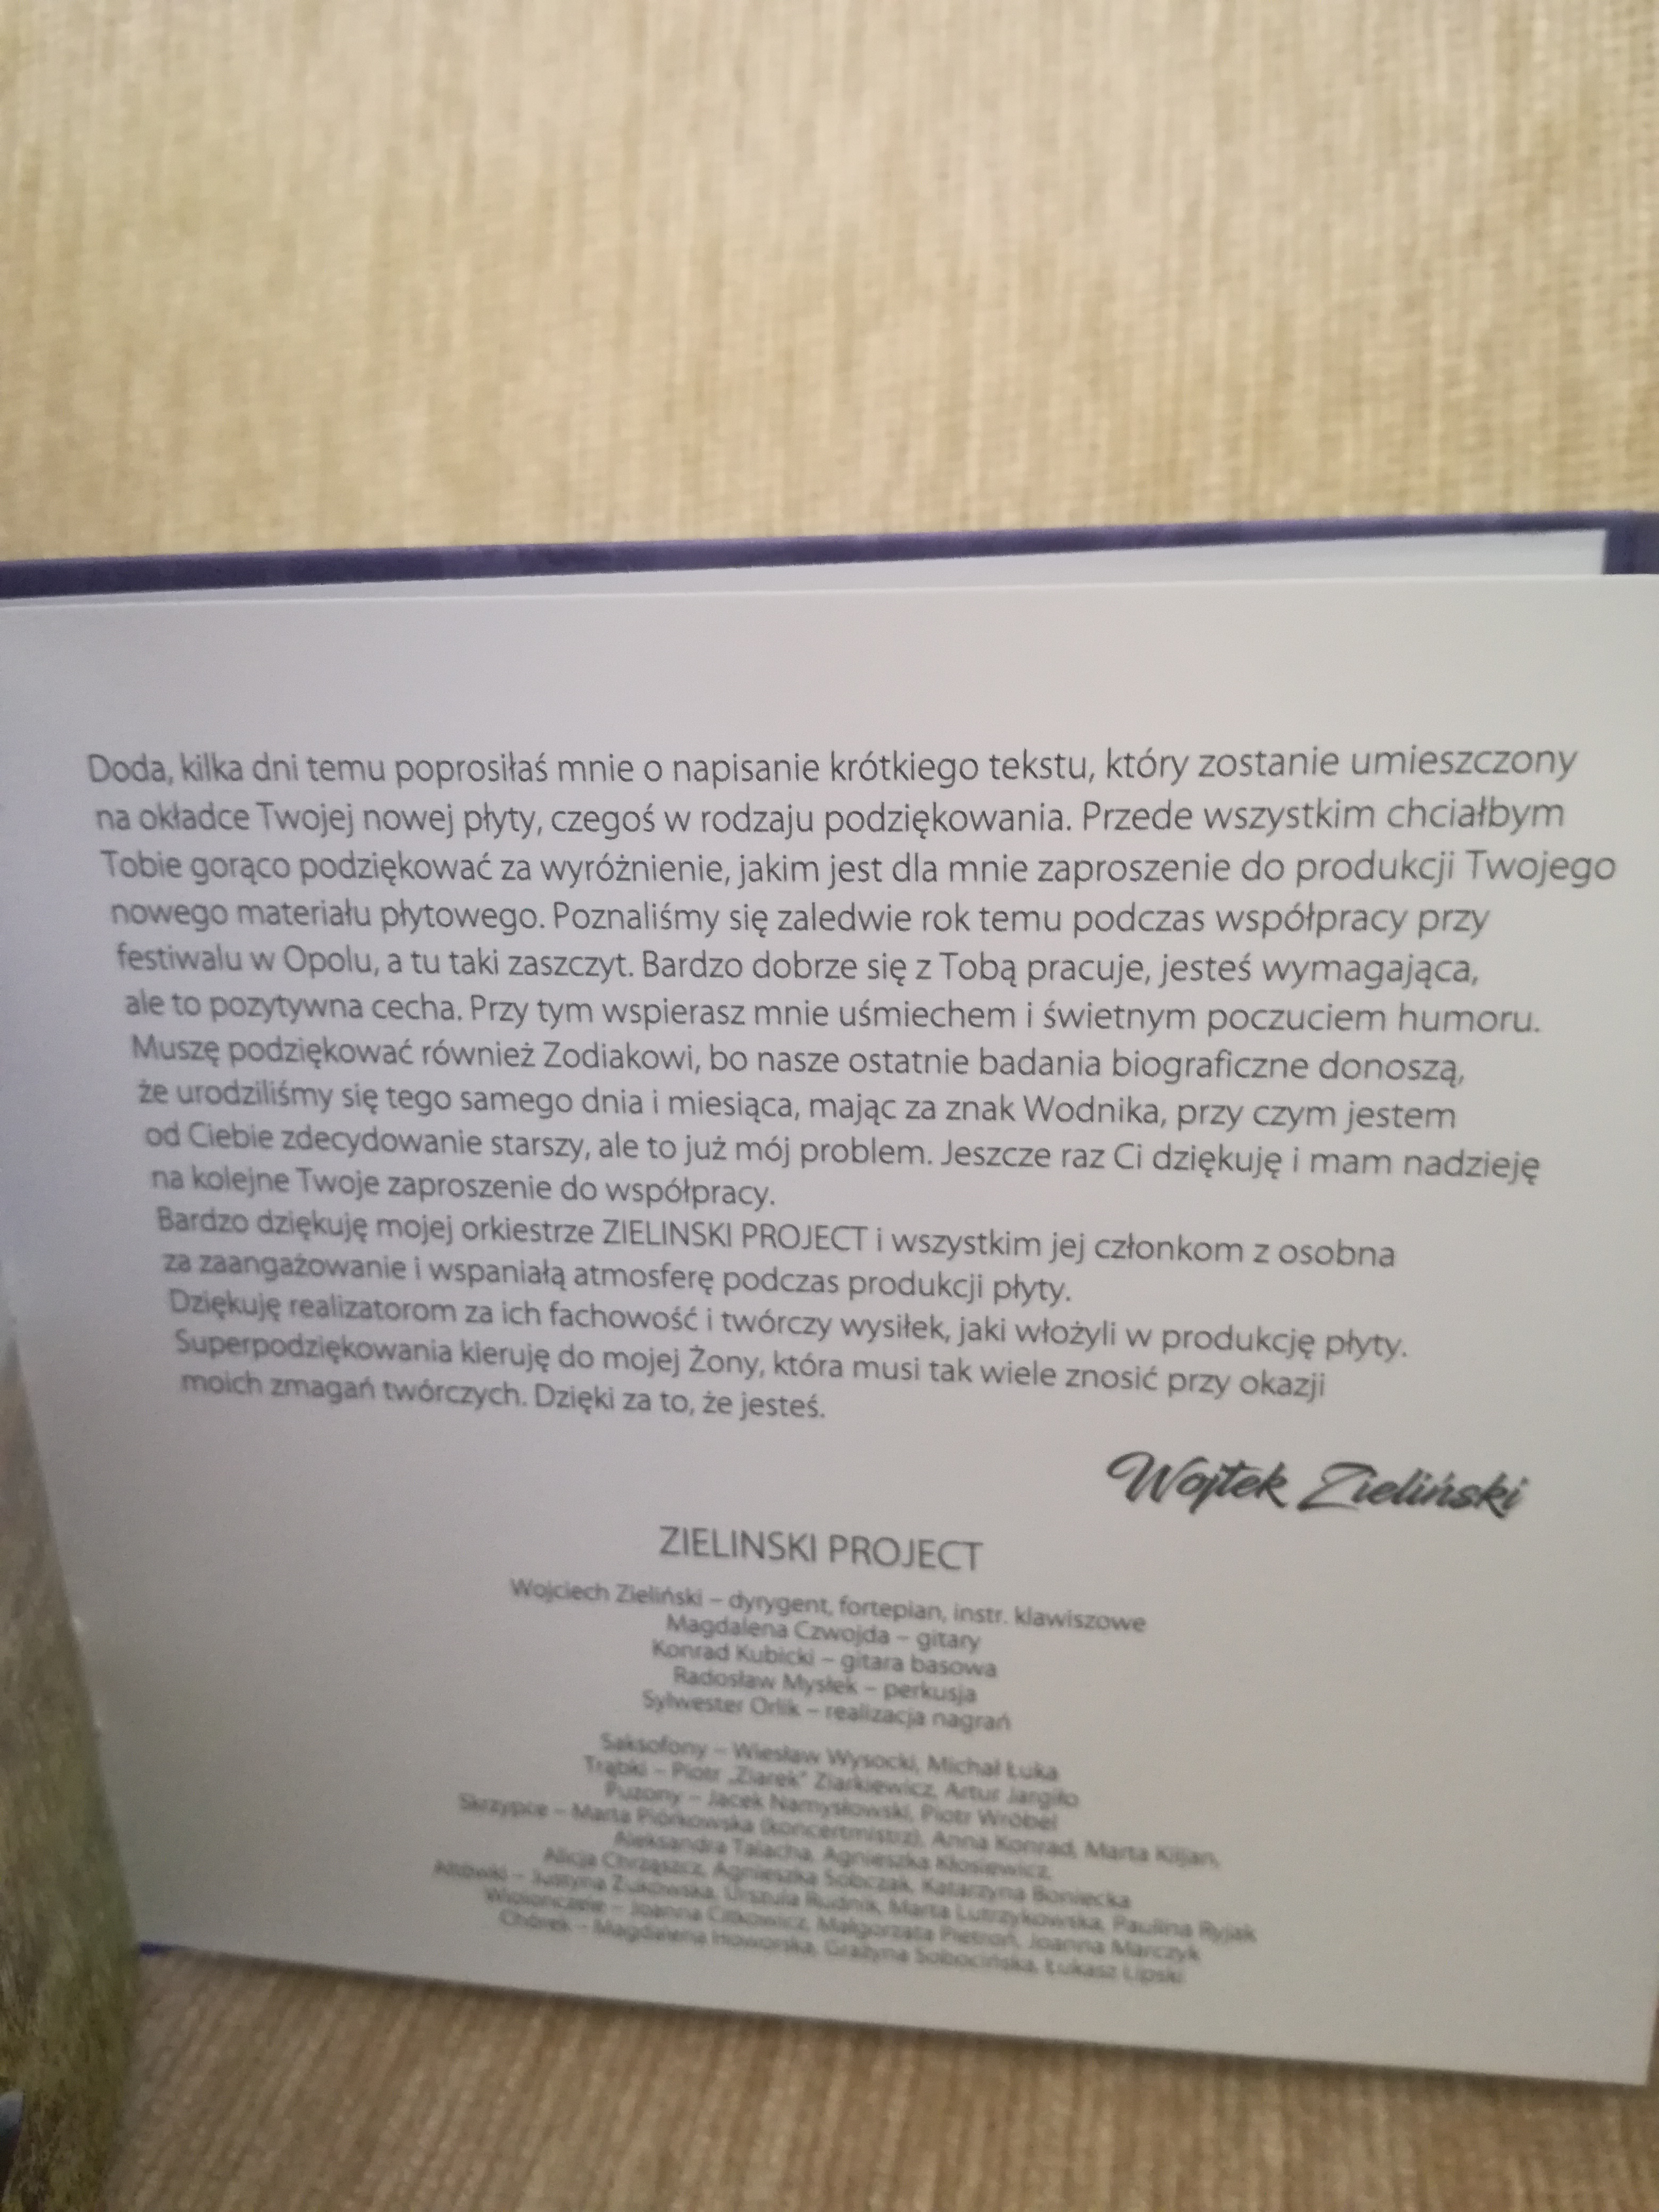 Doda, kilka dni temu poprosiłaś mnie o napisanie krótkiego tekstu, który zostanie umieszczony
na okładce Twojej nowej płyty, czegoś w rodzaju podziękowania. Przede wszystkim chciałbym
Tobie gorąco podziękować za wyróżnienie, jakim jest dla mnie zaproszenie do produkcji Twojego
nowego materiału płytowego. Poznaliśmy się zaledwie rok temu podczas współpracy przy
festiwalu w Opolu, a tu taki zaszczyt. Bardzo dobrze się z Tobą pracuje, jesteś wymagająca,
ale to pozytywna cecha. Przy tym wspierasz mnie uśmiechem i świetnym poczuciem humoru.
Muszę podziękować również Zodiakowi, bo nasze ostatnie badania biograficzne donoszą,
że urodziliśmy się tego samego dnia i miesiąca, mając za znak Wodnika, przy czym jestem
od Ciebie zdecydowanie starszy, ale to już mój problem. Jeszcze raz Ci dziękuję i mam nadzieję
na kolejne Twoje zaproszenie do współpracy.
Bardzo dziękuję mojej orkiestrze ZIELINSKI PROJECT i wszystkim jej członkom z osobna
za zaangażowanie i wspaniałą atmosferę podczas produkcji płyty.
Dziękuję realizatorom za ich fachowość i twórczy wysiłek, jaki włożyli w produkcję płyty.
Superpodziękowania kieruję do mojej Żony, która musi tak wiele znosić przy okazji
moich zmagań twórczych. Dzięki za to, że jesteś.
Wojtek Zieliński
ZIELINSKI PROJECT
Wojciech Zieliński – dyrygent, fortepian, instr. klawiszowe
Magdalena Czwojda – gitary
Konrad Kubicki – gitara basowa
Radosław Mysłek – perkusja
Sylwester Orlik – realizacja nagrań
Saksofony – Wiesław Wysocki, Michał Łuka
Trąbki – Piotr „Ziarek” Ziarkiewicz, Artur Jargiło
Puzony – Jacek Namysłowski, Piotr Wróbel
Skrzypce – Marta Piórkowska (koncertmistrz), Anna Konrad, Marta Kiljan,
Aleksandra Talacha, Agnieszka Kłosiewicz,
Alicja Chrząszcz, Agnieszka Sobczak, Katarzyna Boniecka
Altówki – Justyna Żukowska, Urszula Rudnik, Marta Lutrzykowska, Paulina Ryjak
Wiolonczele – Joanna Małgorzata Pietroń, Joanna Marczyk
Chórek – Magdalena Howorska, Grażyna Sobocińska, Łukasz Lipski